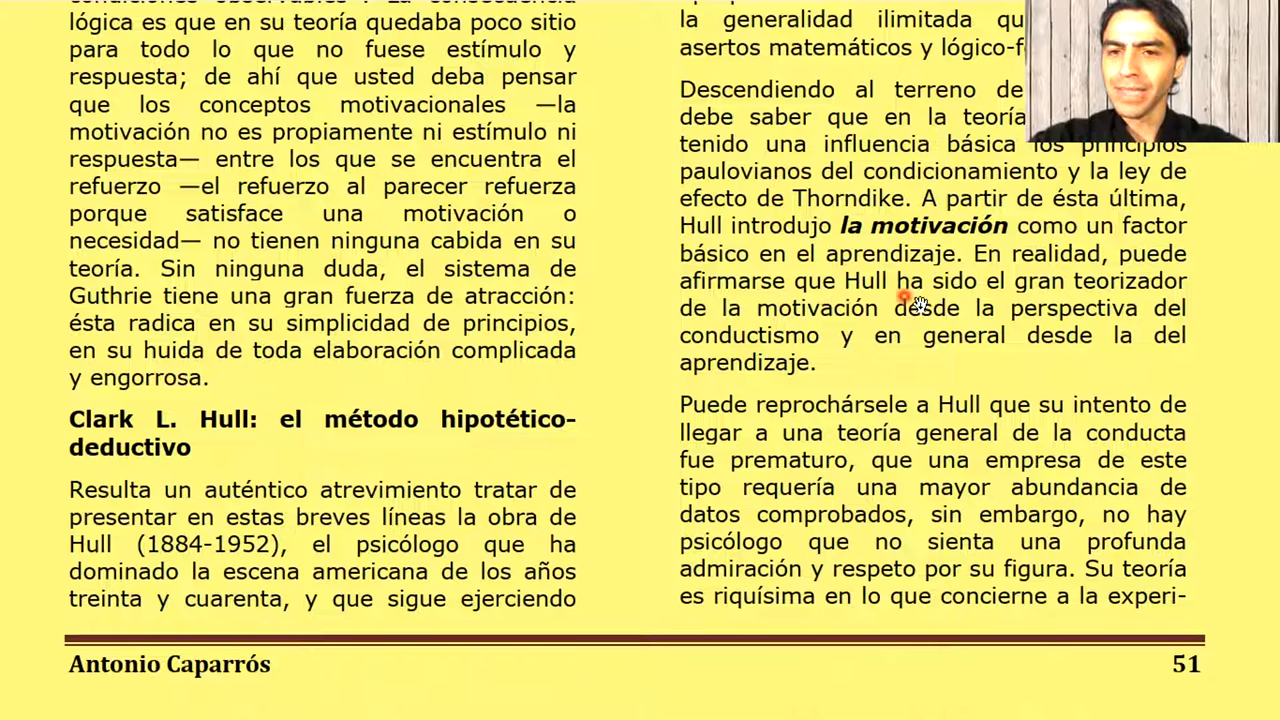 lógica es que en su teoría quedaba poco sitio
para todo lo que no fuese estímulo y
respuesta; de ahí que usted deba pensar
que los conceptos motivacionales —la
motivación no es propiamente ni estímulo ni
respuesta— entre los que se encuentra el
refuerzo —el refuerzo al parecer refuerza
porque satisface una motivación o
necesidad— no tienen ninguna cabida en su
teoría. Sin ninguna duda, el sistema de
Guthrie tiene una gran fuerza de atracción:
ésta radica en su simplicidad de principios,
en su huida de toda elaboración complicada
y engorrosa.
Clark L. Hull: el método hipotético-
deductivo
Resulta un auténtico atrevimiento tratar de
presentar en estas breves líneas la obra de
Hull (1884-1952), el psicólogo que ha
dominado la escena americana de los años
treinta y cuarenta, y que sigue ejerciendo
la generalidad ilimitada
asertos matemáticos y
Descendiendo al terreno
debe saber que en la teoría
tenido una influencia básica los principios
paulovianos del condicionamiento y la ley de
efecto de Thorndike. A partir de ésta última,
Hull introdujo la motivación como un factor
básico en el aprendizaje. En realidad, puede
afirmarse que Hull ha sido el gran teorizador
de la motivación desde la perspectiva del
conductismo y en general desde la del
aprendizaje.
Puede reprochársele a Hull que su intento de
llegar a una teoría general de la conducta
fue prematuro, que una empresa de este
tipo requería una mayor abundancia de
datos comprobados, sin embargo, no hay
psicólogo que no sienta una profunda
admiración y respeto por su figura. Su teoría
es riquísima en lo que concierne a la experi-
Antonio Caparrós 51